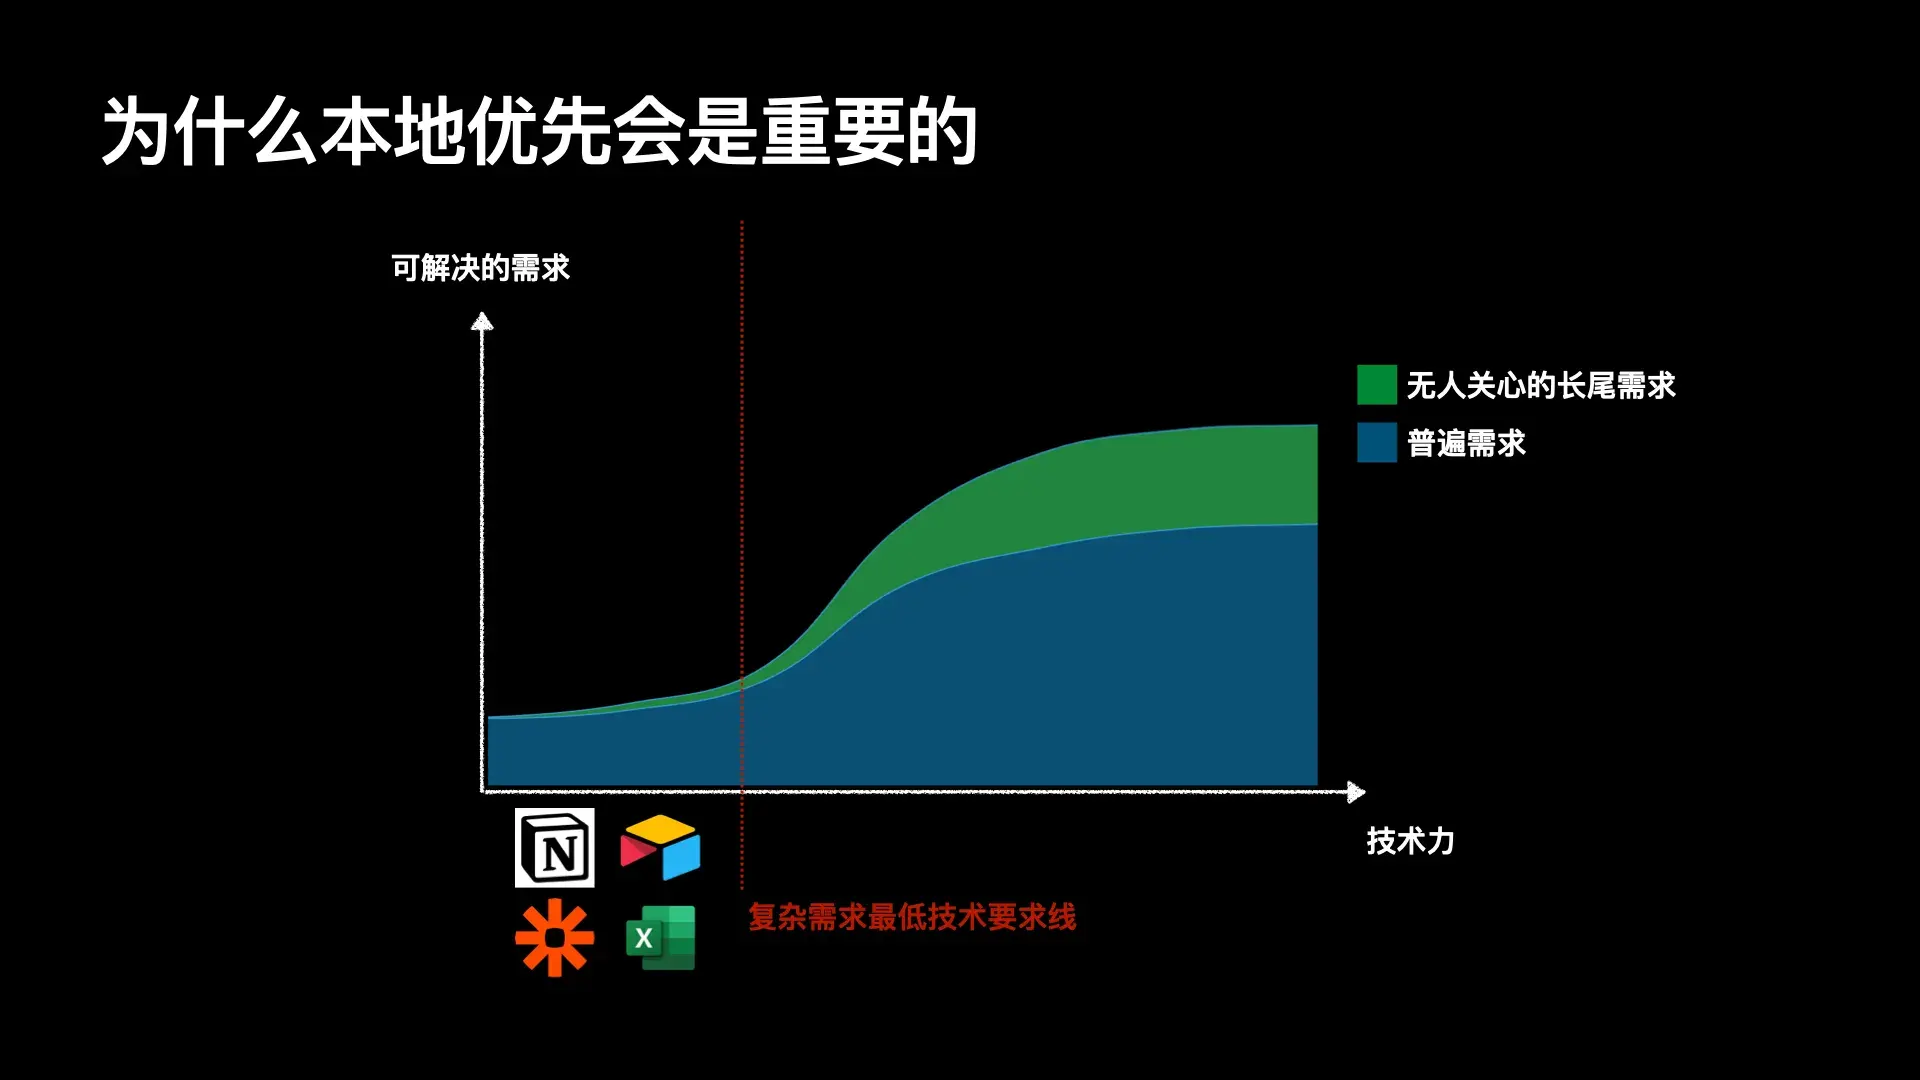 为什么本地优先会是重要的
可解决的需求
无人关心的长尾需求
普遍需求
技术力
N
X
复杂需求最低技术要求线